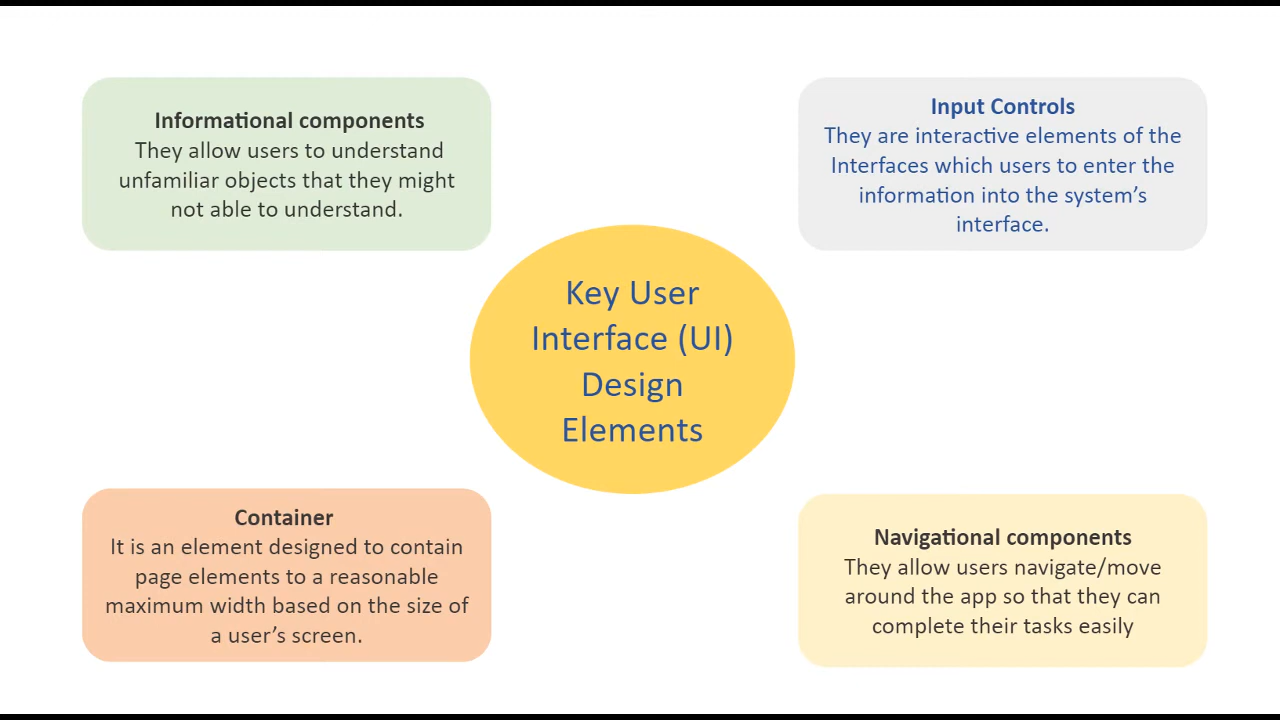 Informational components
They allow users to understand
unfamiliar objects that they might
not able to understand.
Input Controls
They are interactive elements of the
Interfaces which users to enter the
information into the system’s
interface.
Key User
Interface (UI)
Design
Elements
Container
It is an element designed to contain
page elements to a reasonable
maximum width based on the size of
a user’s screen.
Navigational components
They allow users navigate/move
around the app so that they can
complete their tasks easily